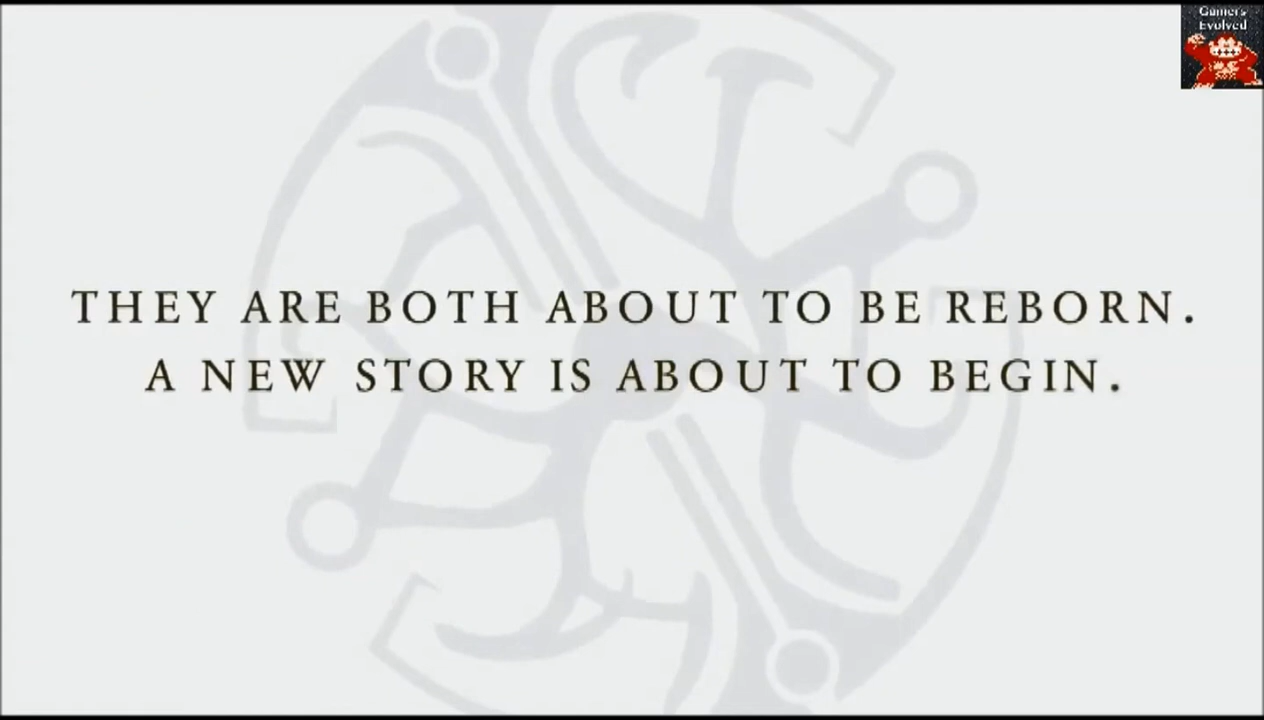 Gamers
Evolved
THEY ARE BOTH ABOUT TO BE REBORN.
A NEW STORY IS ABOUT TO BEGIN.